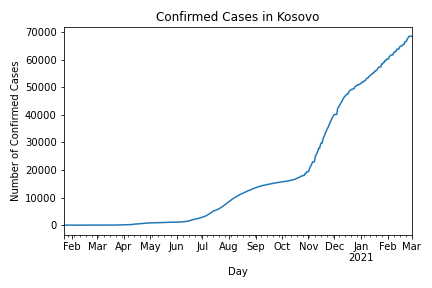 Confirmed Cases in Kosovo
70000
60000
50000
40000
30000
20000
10000
0
Number of Confirmed Cases
Feb Mar Apr May Jun Jul Aug Sep Oct Nov Dec Jan Feb Mar
2021
Day